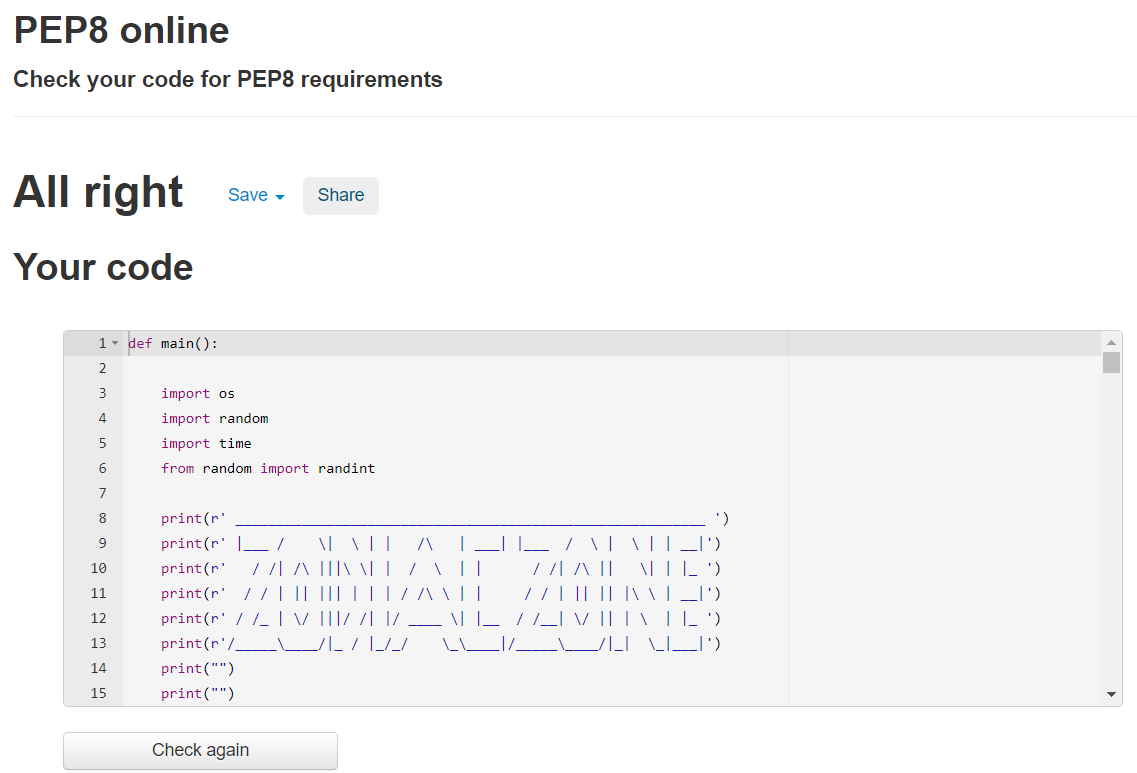 PEP8 online
Check your code for PEP8 requirements
All right
Save
Share
Your code
1 def main():
2
3     import os
4     import random
5     import time
6     from random import randint
7
8     print(r' _________________________________________________________ ')
9     print(r' |___ /    \|  \ | |   /\   | ___| |___  /  \ |  \ | | __|')
10     print(r'   / /| /\ |||\ \| |  /  \  | |      / /| /\ ||   \| | |_ ')
11     print(r'  / / | || ||| | | | / /\ \ | |     / / | || || |\ \ | __|')
12     print(r' / /_ | \/ |||/ /| |/ ____ \| |__  / /__| \/ || | \  | |_ ')
13     print(r'/_____\____/|_ / |_/_/    \_\____|/_____\____/|_|  \_|___|')
14     print("")
15     print("")
Check again